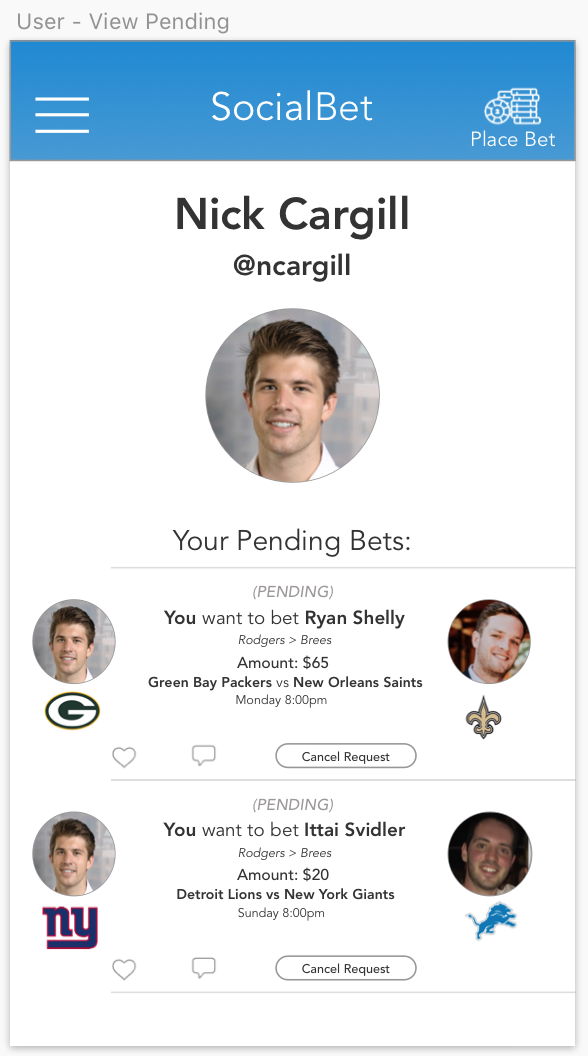 User - View Pending
SocialBet
Place Bet
Nick Cargill
@ncargill
Your Pending Bets:
(PENDING)
You want to bet Ryan Shelly
Rodgers > Brees
Amount: $65
Green Bay Packers vs New Orleans Saints
G
Monday 8:00pm
Cancel Request
(PENDING)
You want to bet Ittai Svidler
Rodgers > Brees
Amount: $20
Detroit Lions vs New York Giants
ny
Sunday 8:00pm
Cancel Request